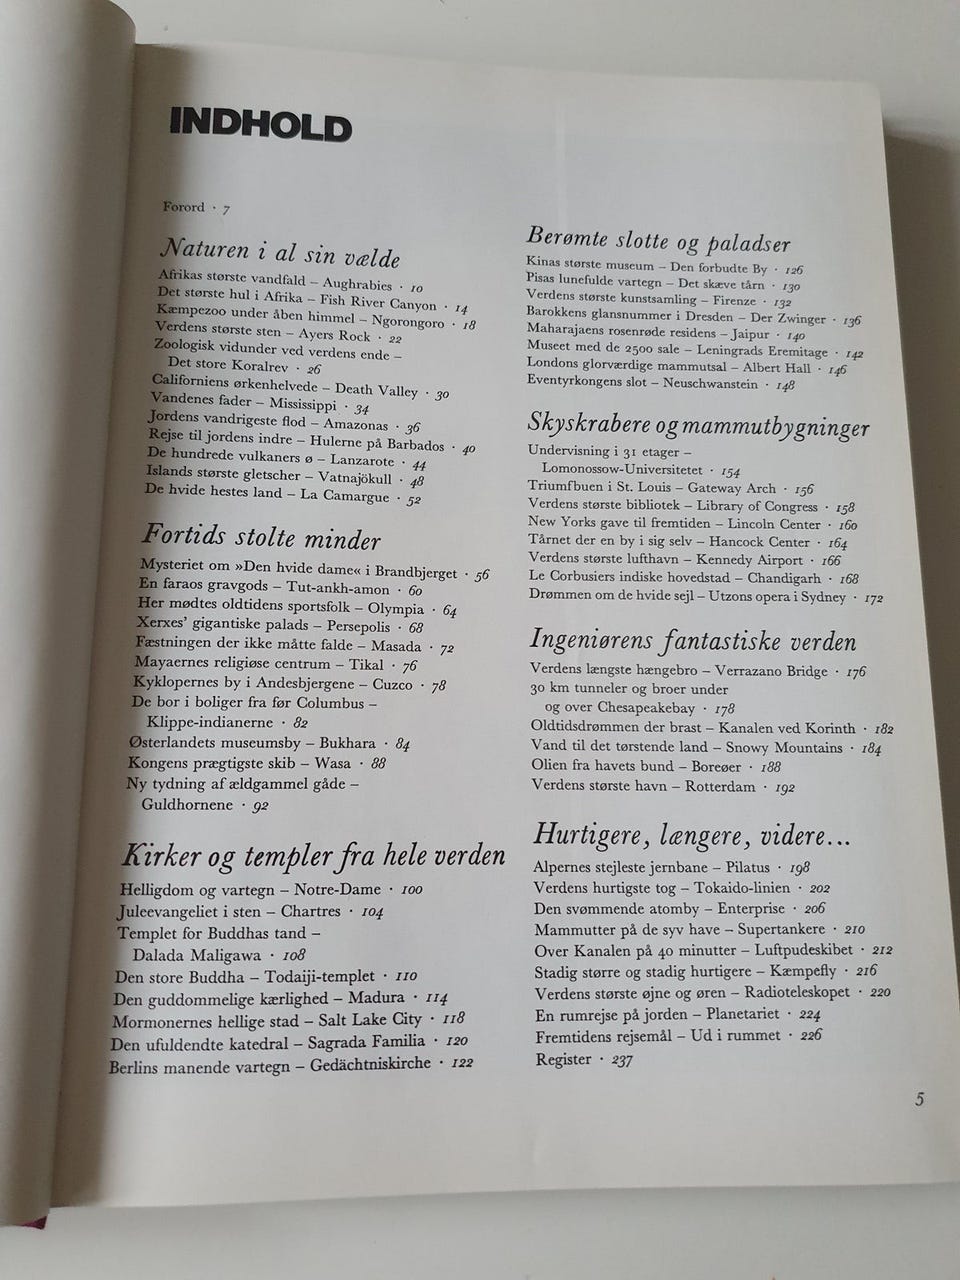 INDHOLD
Forord · 7
Naturen i al sin vælde
Afrikas største vandfald – Aughrabies · 10
Det største hul i Afrika – Fish River Canyon · 14
Kæmpezoo under åben himmel – Ngorongoro · 18
Verdens største sten – Ayers Rock · 22
Zoologisk vidunder ved verdens ende –
Det store Koralrev · 26
Californiens ørkenhelvede – Death Valley · 30
Vandenes fader – Mississippi · 34
Jordens vandrigeste flod – Amazonas · 36
Rejse til jordens indre – Hulerne på Barbados · 40
De hundrede vulkaners ø – Lanzarote · 44
Islands største gletscher – Vatnajökull · 48
De hvide hestes land – La Camargue · 52
Fortids stolte minder
Mysteriet om »Den hvide dame« i Brandbjerget · 56
En faraos gravgods – Tut-ankh-amon · 60
Her mødtes oldtidens sportsfolk – Olympia · 64
Xerxes' gigantiske palads – Persepolis · 68
Fæstningen der ikke måtte falde – Masada · 72
Mayaernes religiøse centrum – Tikal · 76
Kyklopernes by i Andesbjergene – Cuzco · 78
De bor i boliger fra før Columbus –
Klippe-indianerne · 82
Østerlandets museumsby – Bukhara · 84
Kongens prægtigste skib – Wasa · 88
Ny tydning af ældgammel gåde –
Guldhornene · 92
Kirker og templer fra hele verden
Helligdom og vartegn – Notre-Dame · 100
Juleevangeliet i sten – Chartres · 104
Templet for Buddhas tand –
Dalada Maligawa · 108
Den store Buddha – Todaiji-templet · 110
Den guddommelige kærlighed – Madura · 114
Mormonernes hellige stad – Salt Lake City · 118
Den ufuldendte katedral – Sagrada Familia · 120
Berlins manende vartegn – Gedächtniskirche · 122
Berømte slotte og paladser
Kinas største museum – Den forbudte By · 126
Pisas lunefulde vartegn – Det skæve tårn · 130
Verdens største kunstsamling – Firenze · 132
Barokkens glansnummer i Dresden – Der Zwinger · 136
Maharajaens rosenrøde residens – Jaipur · 140
Museet med de 2500 sale – Leningrads Eremitage · 142
Londons glorværdige mammutsal – Albert Hall · 146
Eventyrkongens slot – Neuschwanstein · 148
Skyskrabere og mammutbygninger
Undervisning i 31 etager –
Lomonossow-Universitetet · 154
Triumfbuen i St. Louis – Gateway Arch · 156
Verdens største bibliotek – Library of Congress · 158
New Yorks gave til fremtiden – Lincoln Center · 160
Tårnet der en by i sig selv – Hancock Center · 164
Verdens største lufthavn – Kennedy Airport · 166
Le Corbusiers indiske hovedstad – Chandigarh · 168
Drømmen om de hvide sejl – Utzons opera i Sydney · 172
Ingeniørens fantastiske verden
Verdens længste hængebro – Verrazano Bridge · 176
30 km tunneler og broer under
og over Chesapeakebay · 178
Oldtidsdrømmen der brast – Kanalen ved Korinth · 182
Vand til det tørstende land – Snowy Mountains · 184
Olien fra havets bund – Boreøer · 188
Verdens største havn – Rotterdam · 192
Hurtigere, længere, videre...
Alpernes stejleste jernbane – Pilatus · 198
Verdens hurtigste tog – Tokaido-linien · 202
Den svømmende atomby – Enterprise · 206
Mammutter på de syv have – Supertankere · 210
Over Kanalen på 40 minutter – Luftpudeskibet · 212
Stadig større og stadig hurtigere – Kæmpefly · 216
Verdens største øjne og øren – Radioteleskopet · 220
En rumrejse på jorden – Planetariet · 224
Fremtidens rejsemål – Ud i rummet · 226
Register · 237
5